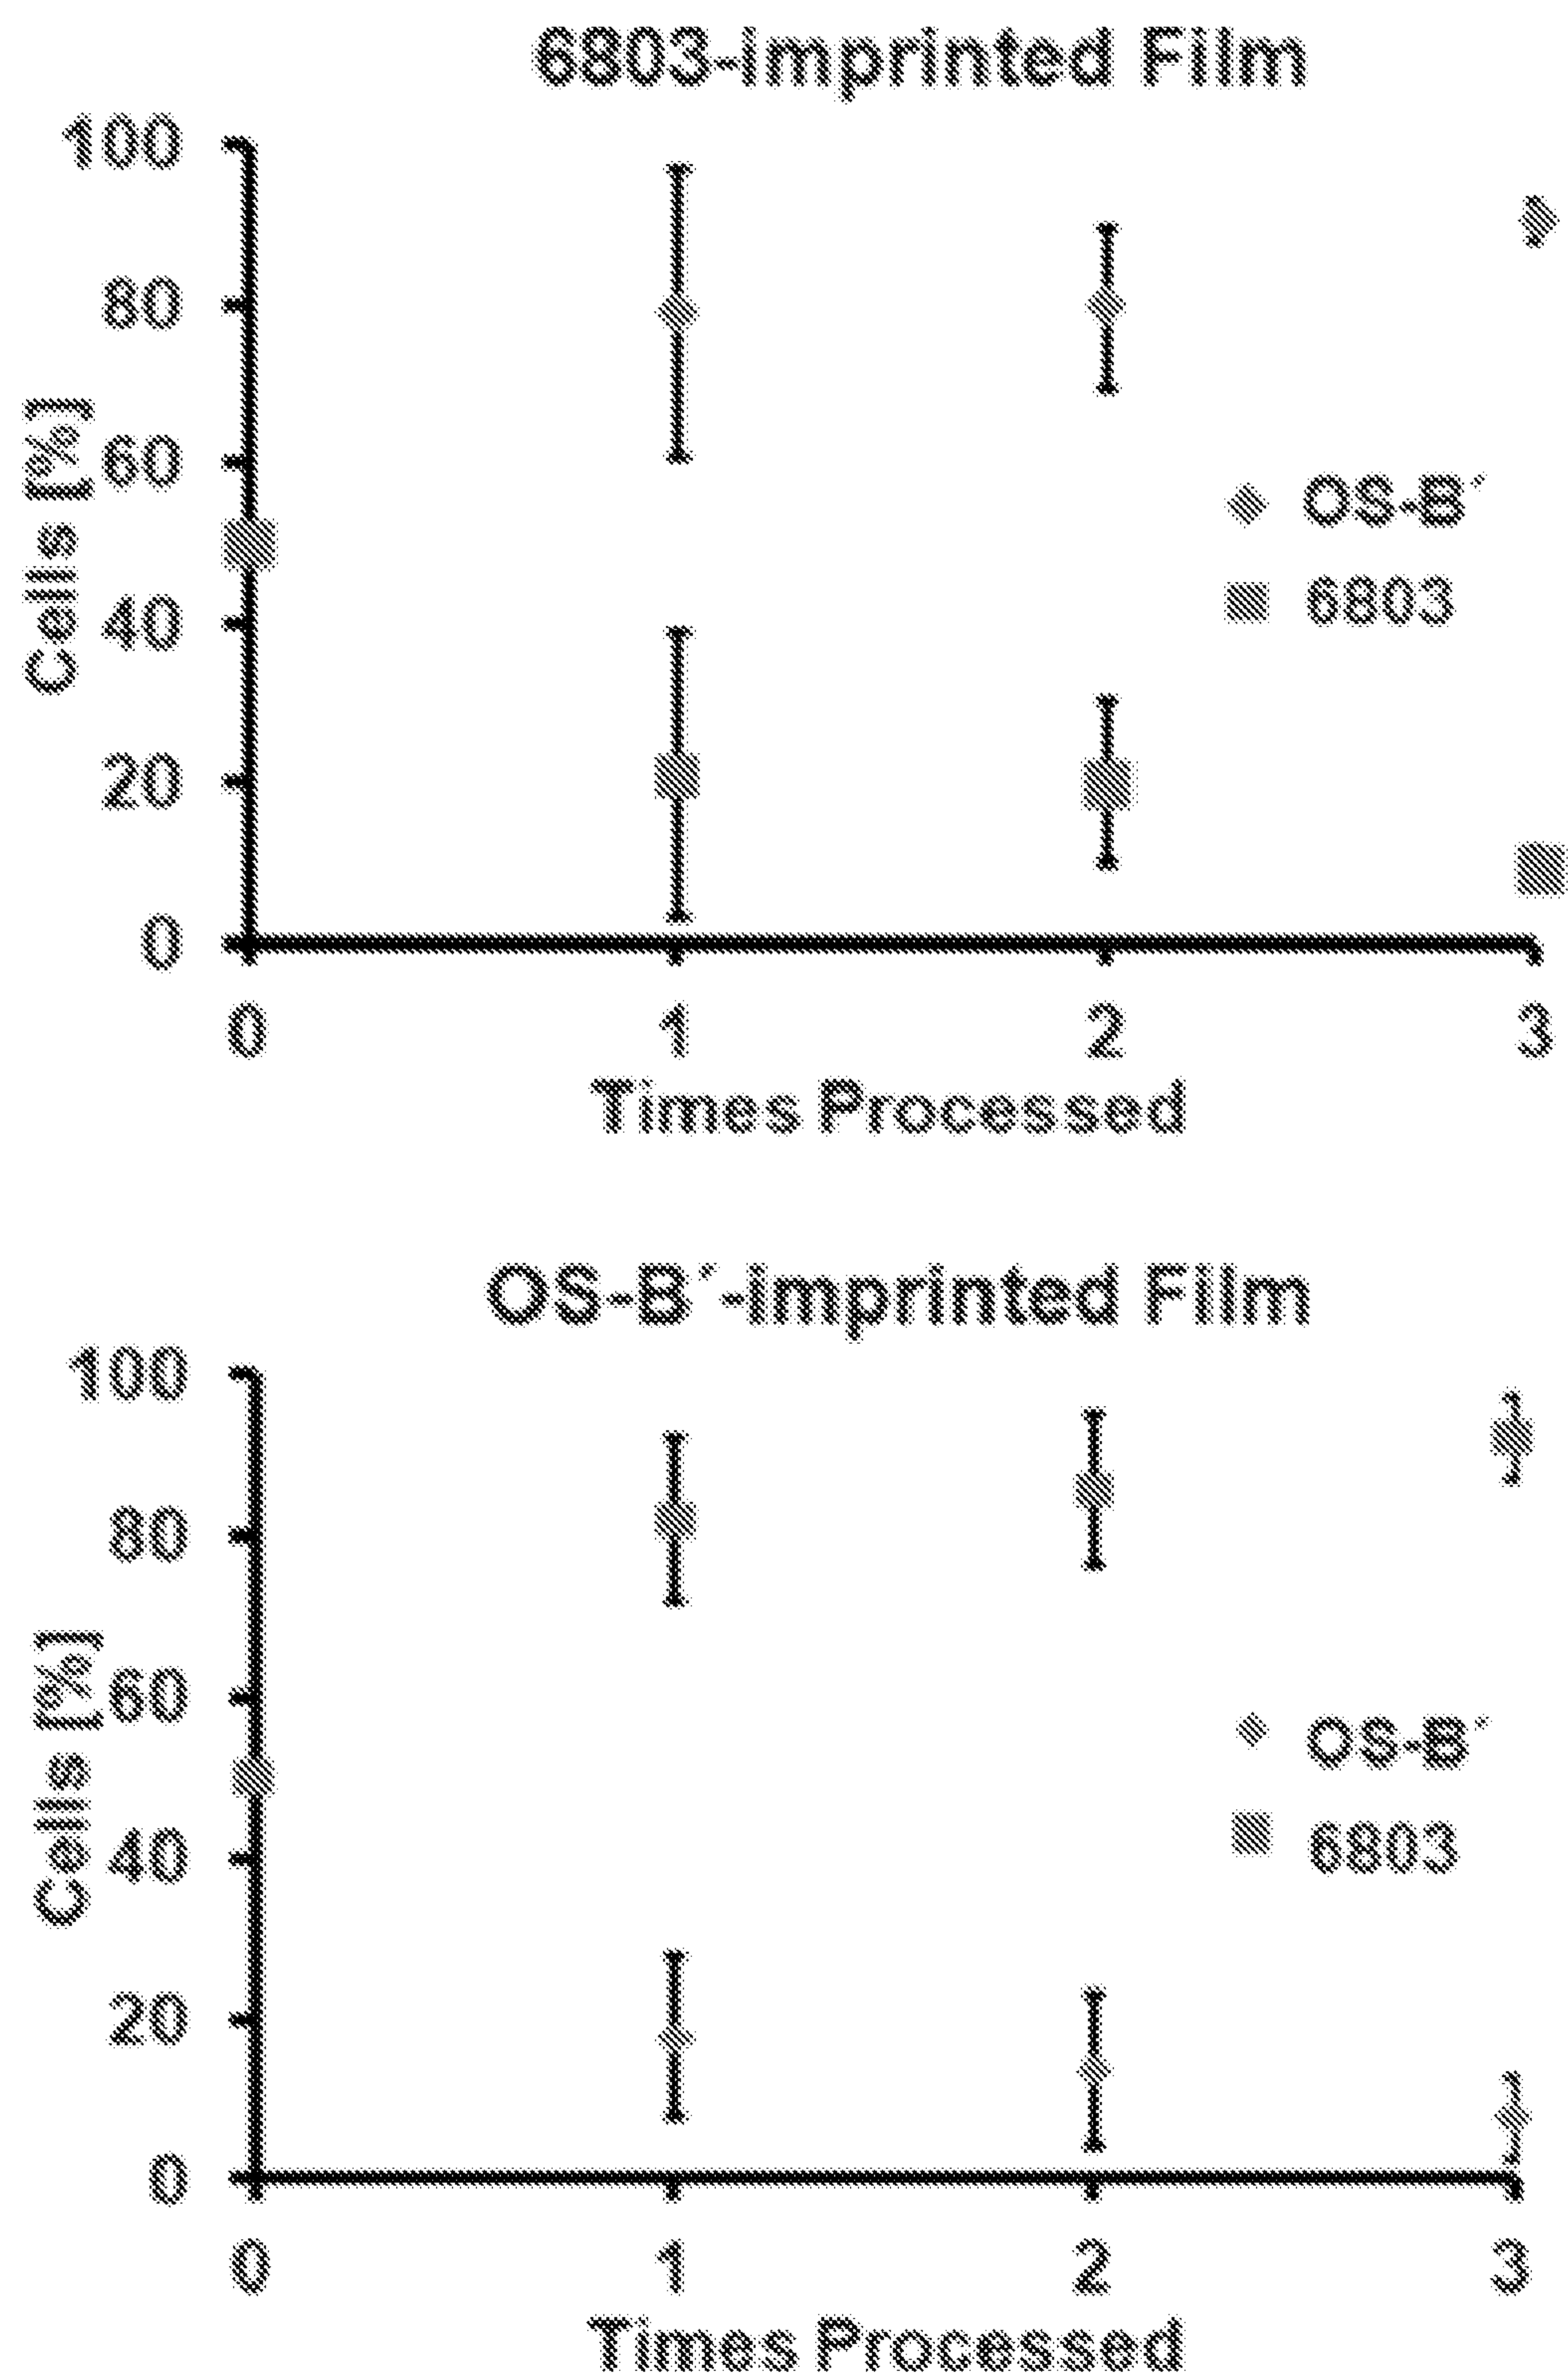 6803-imprinted Film
100
80
60
40
20
0
Cells [%]
OS-B´
6803
0 1 2 3
Times Processed
OS-B´-imprinted Film
100
80
60
40
20
0
Cells [%]
OS-B´
6803
0 1 2 3
Times Processed